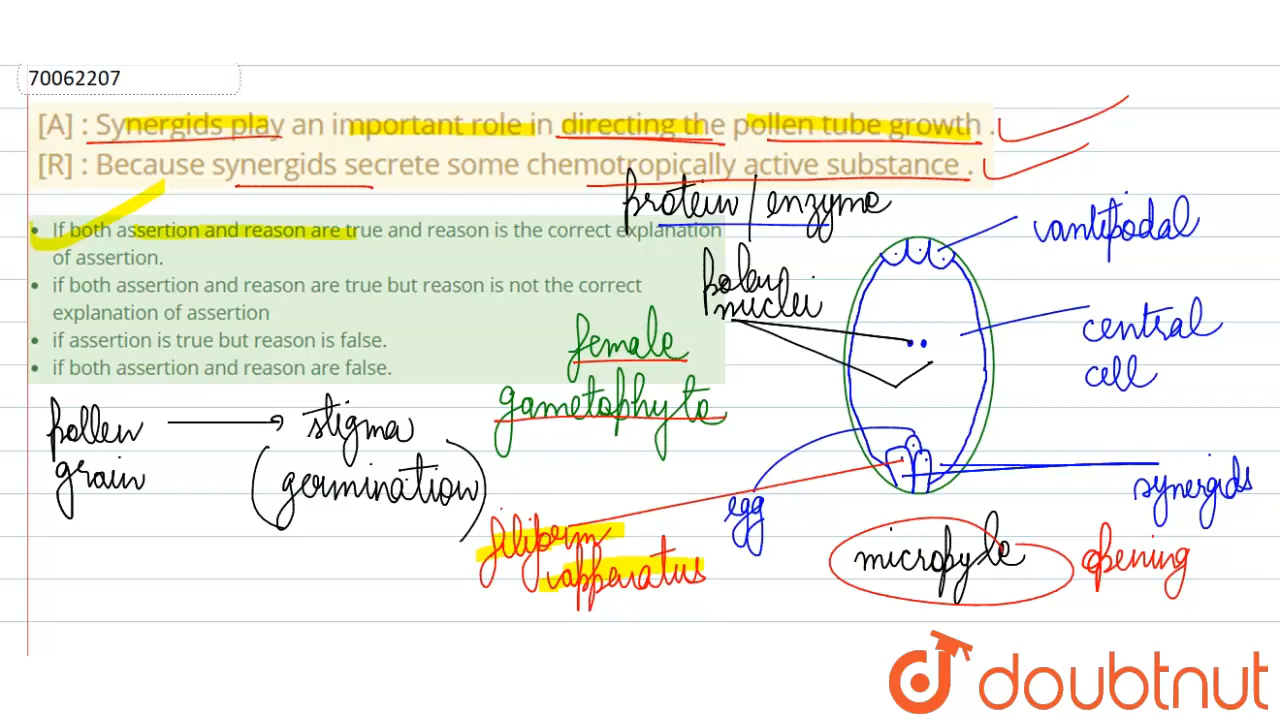 70062207
[A] : Synergids play an important role in directing the pollen tube growth .
[R] : Because synergids secrete some chemotropically active substance .
protein / enzyme
• If both assertion and reason are true and reason is the correct explanation
of assertion.
• if both assertion and reason are true but reason is not the correct
explanation of assertion
• if assertion is true but reason is false.
• if both assertion and reason are false.
antipodal
polar
nuclei
central
cell
female
gametophyte
pollen
grain
stigma
(germination)
egg
synergids
filiform
apparatus
micropyle
opening
doubtnut